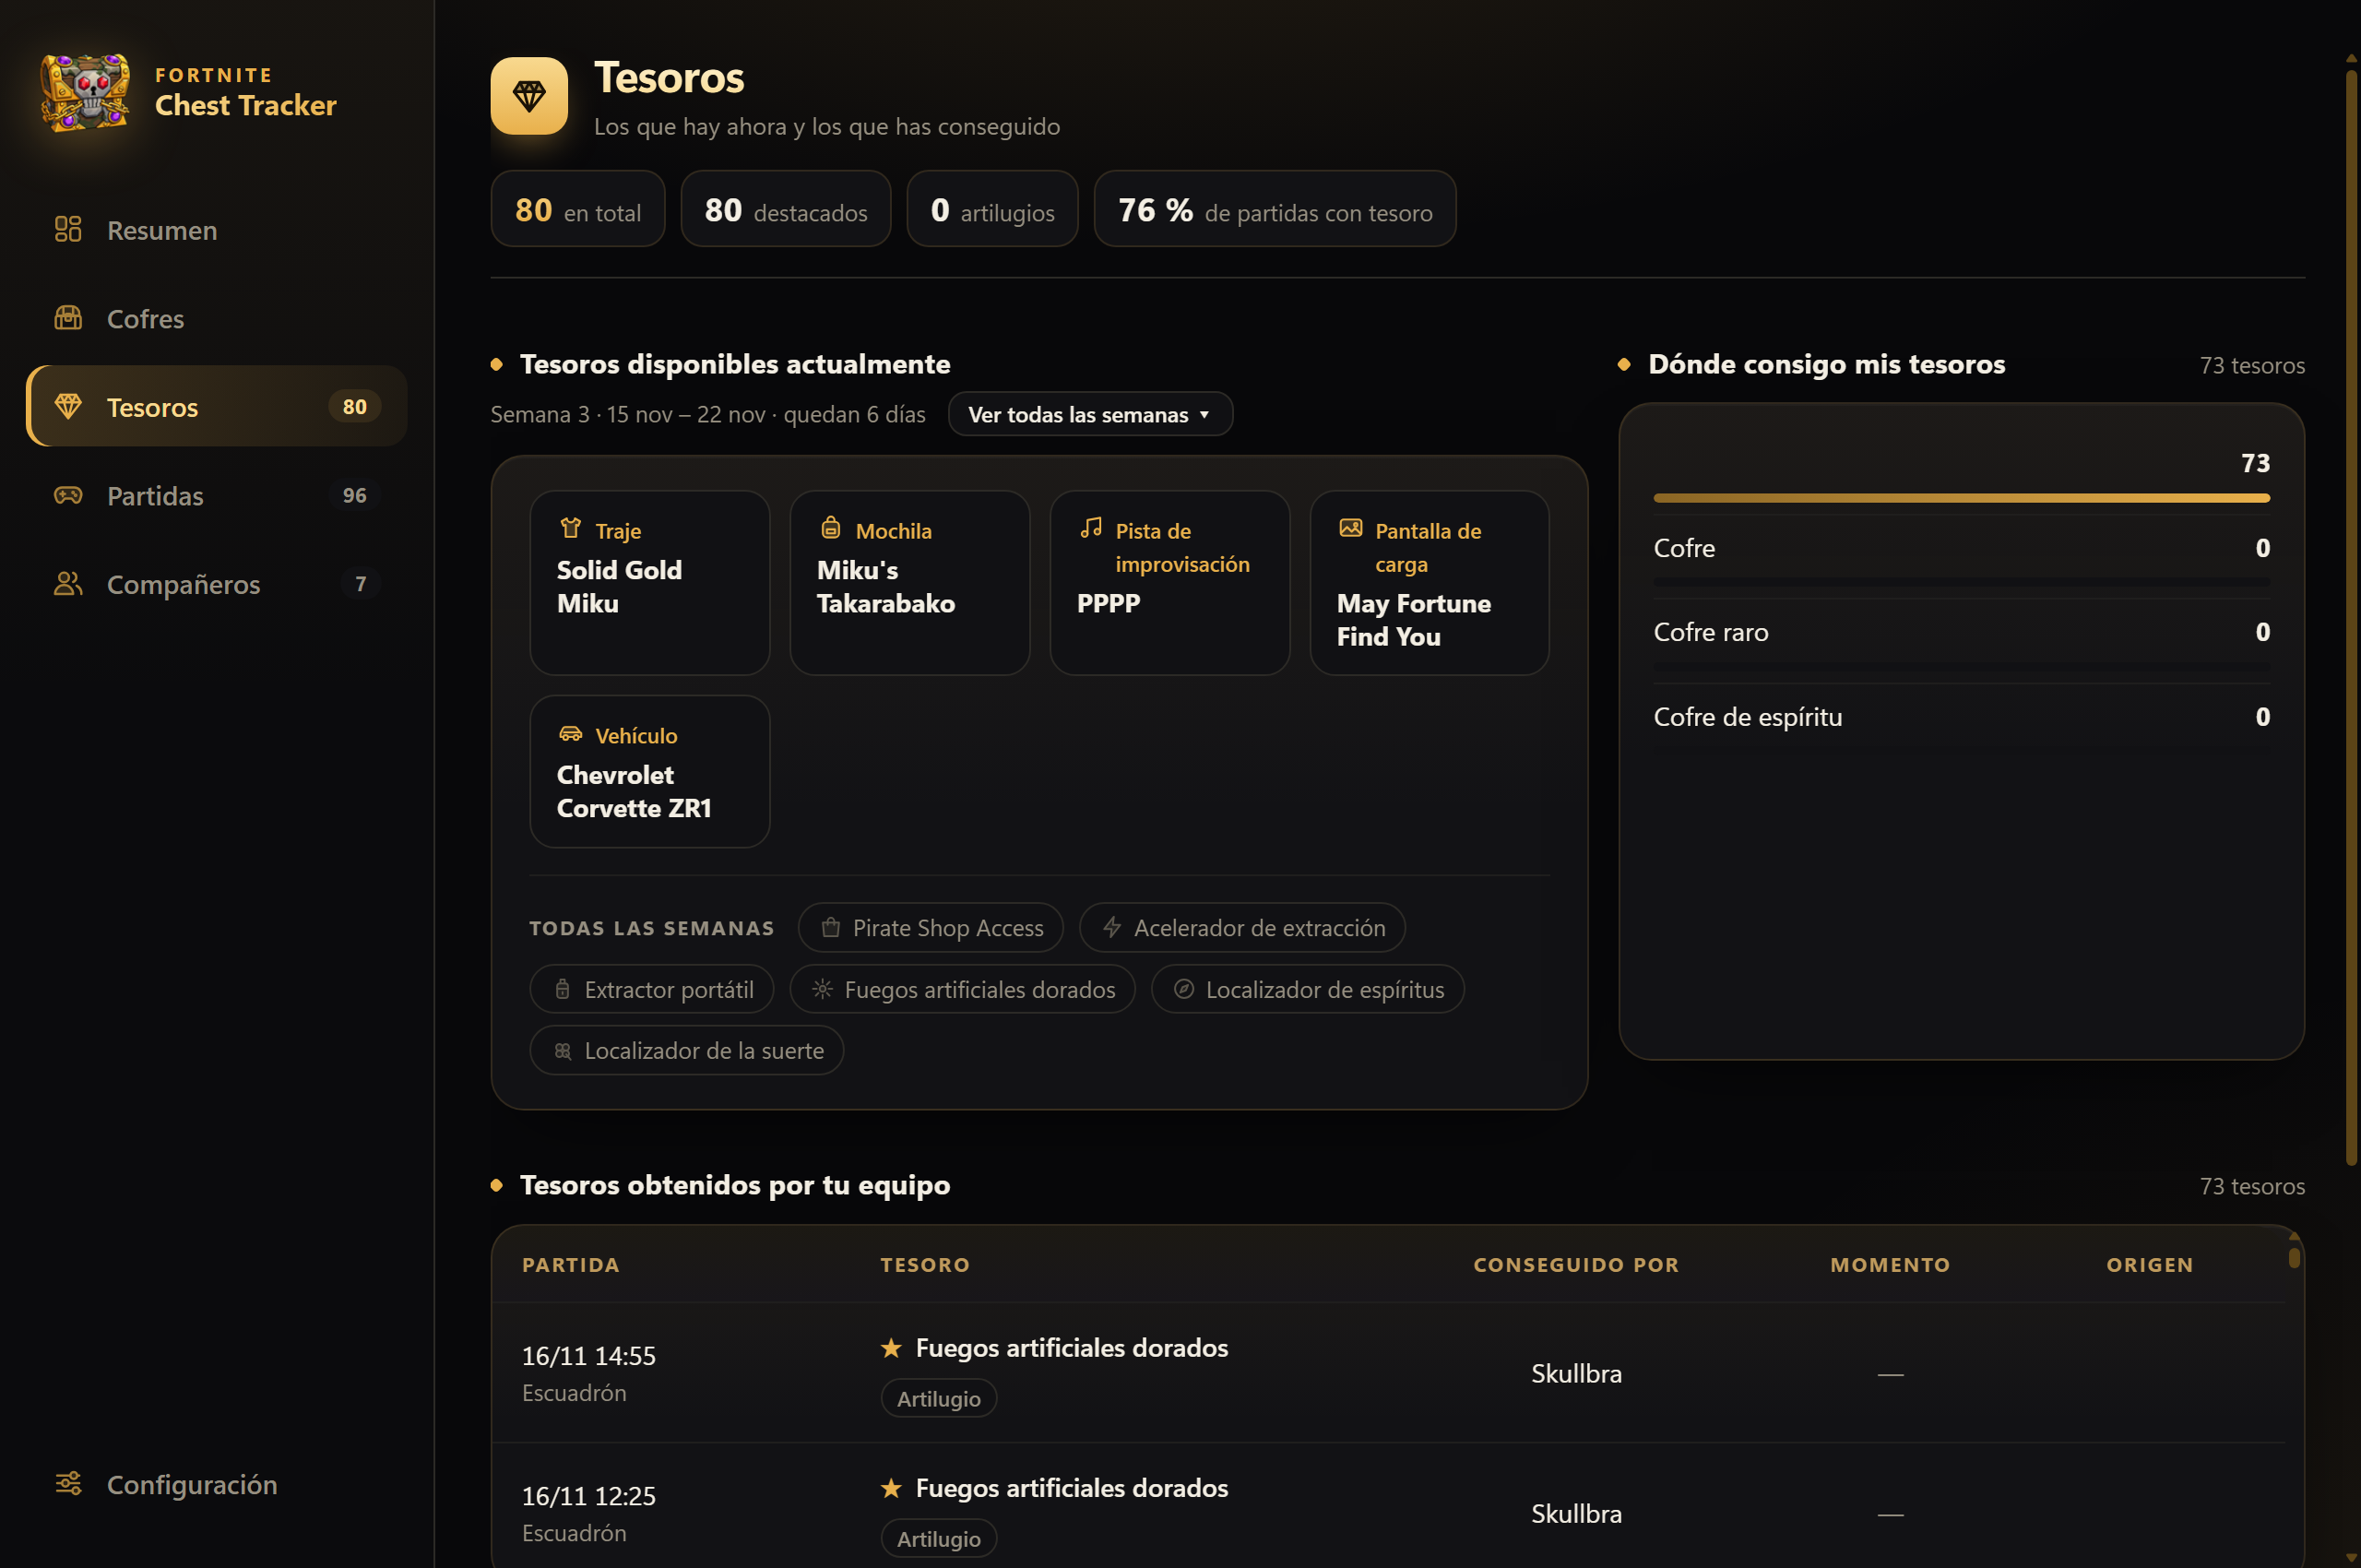 FORTNITE
Chest Tracker
Resumen
Cofres
Tesoros 80
Partidas 96
Compañeros 7
Configuración
Tesoros
Los que hay ahora y los que has conseguido
80 en total
80 destacados
0 artilugios
76 % de partidas con tesoro
Tesoros disponibles actualmente
Semana 3 · 15 nov – 22 nov · quedan 6 días
Ver todas las semanas
Traje
Solid Gold
Miku
Mochila
Miku's
Takarabako
Pista de
improvisación
PPPP
Pantalla de
carga
May Fortune
Find You
Vehículo
Chevrolet
Corvette ZR1
TODAS LAS SEMANAS
Pirate Shop Access
Acelerador de extracción
Extractor portátil
Fuegos artificiales dorados
Localizador de espíritus
Localizador de la suerte
Dónde consigo mis tesoros
73 tesoros
73
Cofre 0
Cofre raro 0
Cofre de espíritu 0
Tesoros obtenidos por tu equipo
73 tesoros
PARTIDA TESORO CONSEGUIDO POR MOMENTO ORIGEN
16/11 14:55
Escuadrón
Fuegos artificiales dorados
Artilugio
Skullbra
—
16/11 12:25
Escuadrón
Fuegos artificiales dorados
Artilugio
Skullbra
—